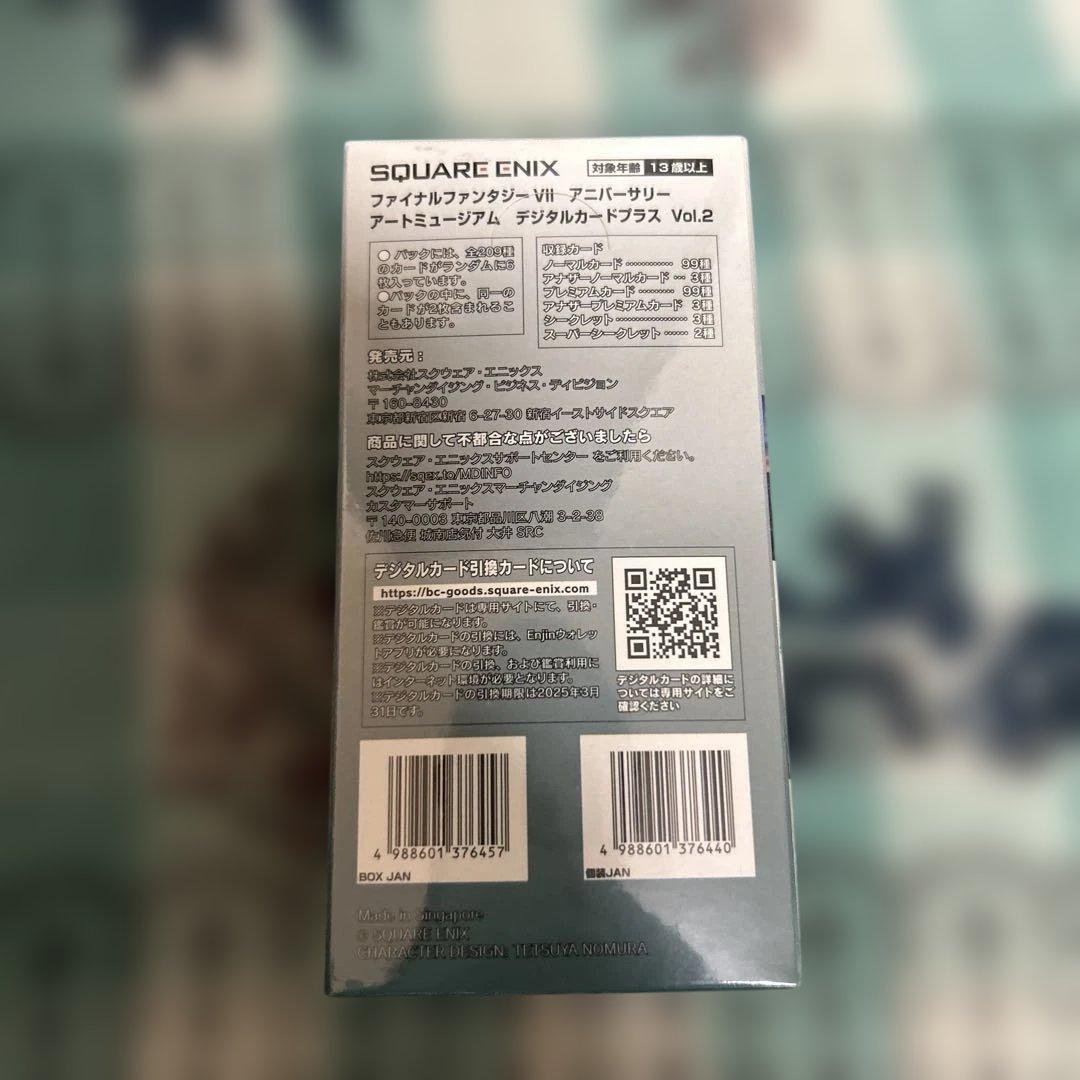 SQUARE ENIX 対象年齢 13歳以上
ファイナルファンタジーVII アニバーサリー
アートミュージアム デジタルカードプラス Vol.2
● パックには、全209種
のカードがランダムに6
枚入っています。
●パックの中に、同一の
カードが2枚含まれるこ
ともあります。
収録カード
ノーマルカード ………… 99種
アナザーノーマルカード … 3種
プレミアムカード ……… 99種
アナザープレミアムカード 3種
シークレット ……………… 3種
スーパーシークレット …… 2種
発売元：
株式会社スクウェア・エニックス
マーチャンダイジング・ビジネス・ディビジョン
〒160-8430
東京都新宿区新宿 6-27-30 新宿イーストサイドスクエア
商品に関して不都合な点がございましたら
スクウェア・エニックスサポートセンター をご利用ください。
https://sqex.to/MDINFO
スクウェア・エニックスマーチャンダイジング
カスタマーサポート
〒140-0003 東京都品川区八潮 3-2-38
佐川急便 城南店気付 大井 SRC
デジタルカード引換カードについて
https://bc-goods.square-enix.com
※デジタルカードは専用サイトにて、引換・
鑑賞が可能になります。
※デジタルカードの引換には、Enjinウォレッ
トアプリが必要になります。
※デジタルカードの引換、および鑑賞利用に
はインターネット環境が必要となります。
※デジタルカードの引換期限は2025年3月
31日です。
デジタルカードの詳細に
ついては専用サイトをご
確認ください
4 988601 376457
BOX JAN
4 988601 376440
個装JAN
Made in Singapore
© SQUARE ENIX
CHARACTER DESIGN: TETSUYA NOMURA